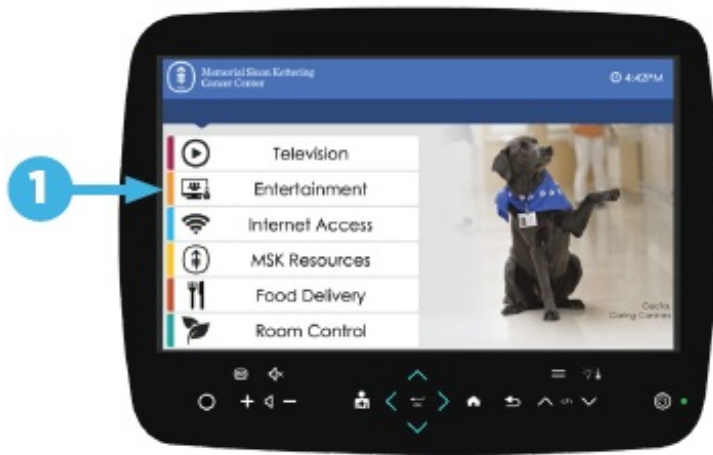 Memorial Sloan Kettering
Cancer Center
4:42PM
Television
1
Entertainment
Internet Access
MSK Resources
Food Delivery
Room Control
Caring Canines